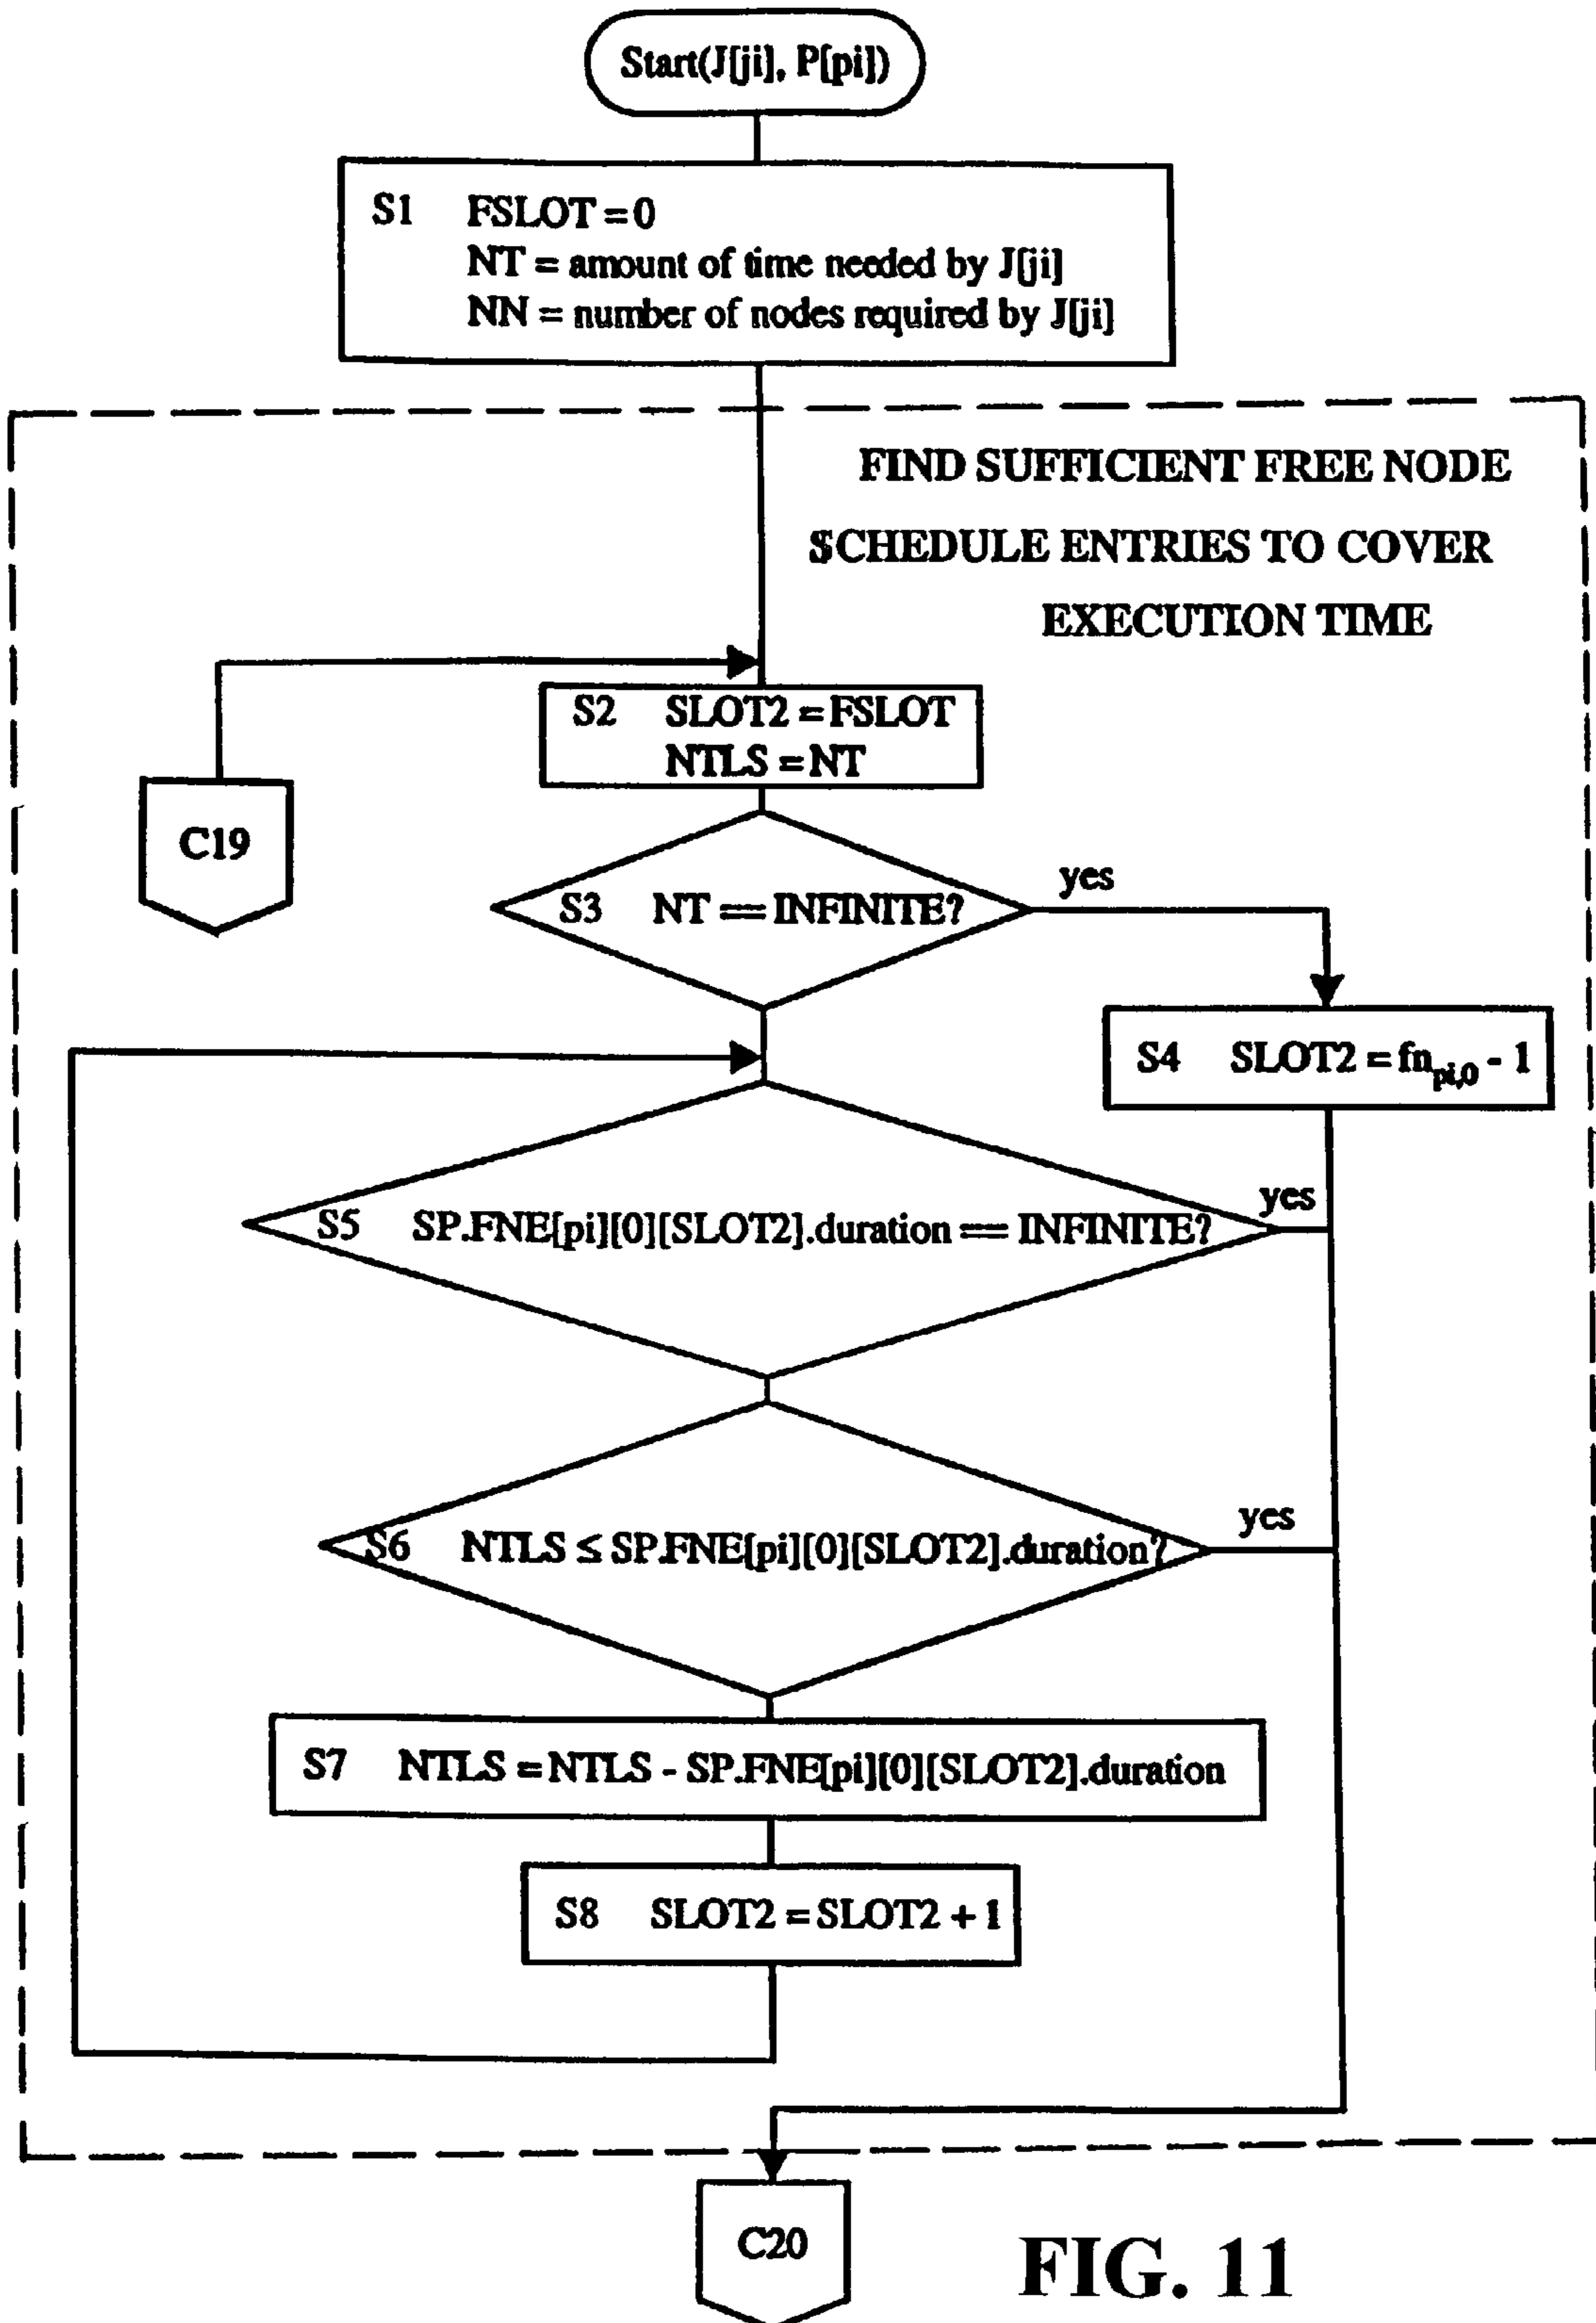 Start(J[ji], P[pi])
S1 FSLOT = 0
NT = amount of time needed by J[ji]
NN = number of nodes required by J[ji]
FIND SUFFICIENT FREE NODE
SCHEDULE ENTRIES TO COVER
EXECUTION TIME
S2 SLOT2 = FSLOT
NTLS = NT
C19
S3 NT == INFINITE?
yes
S4 SLOT2 = fn_pi,0 - 1
S5 SP.FNE[pi][0][SLOT2].duration == INFINITE?
yes
S6 NTLS ≤ SP.FNE[pi][0][SLOT2].duration?
yes
S7 NTLS = NTLS - SP.FNE[pi][0][SLOT2].duration
S8 SLOT2 = SLOT2 + 1
C20
FIG. 11